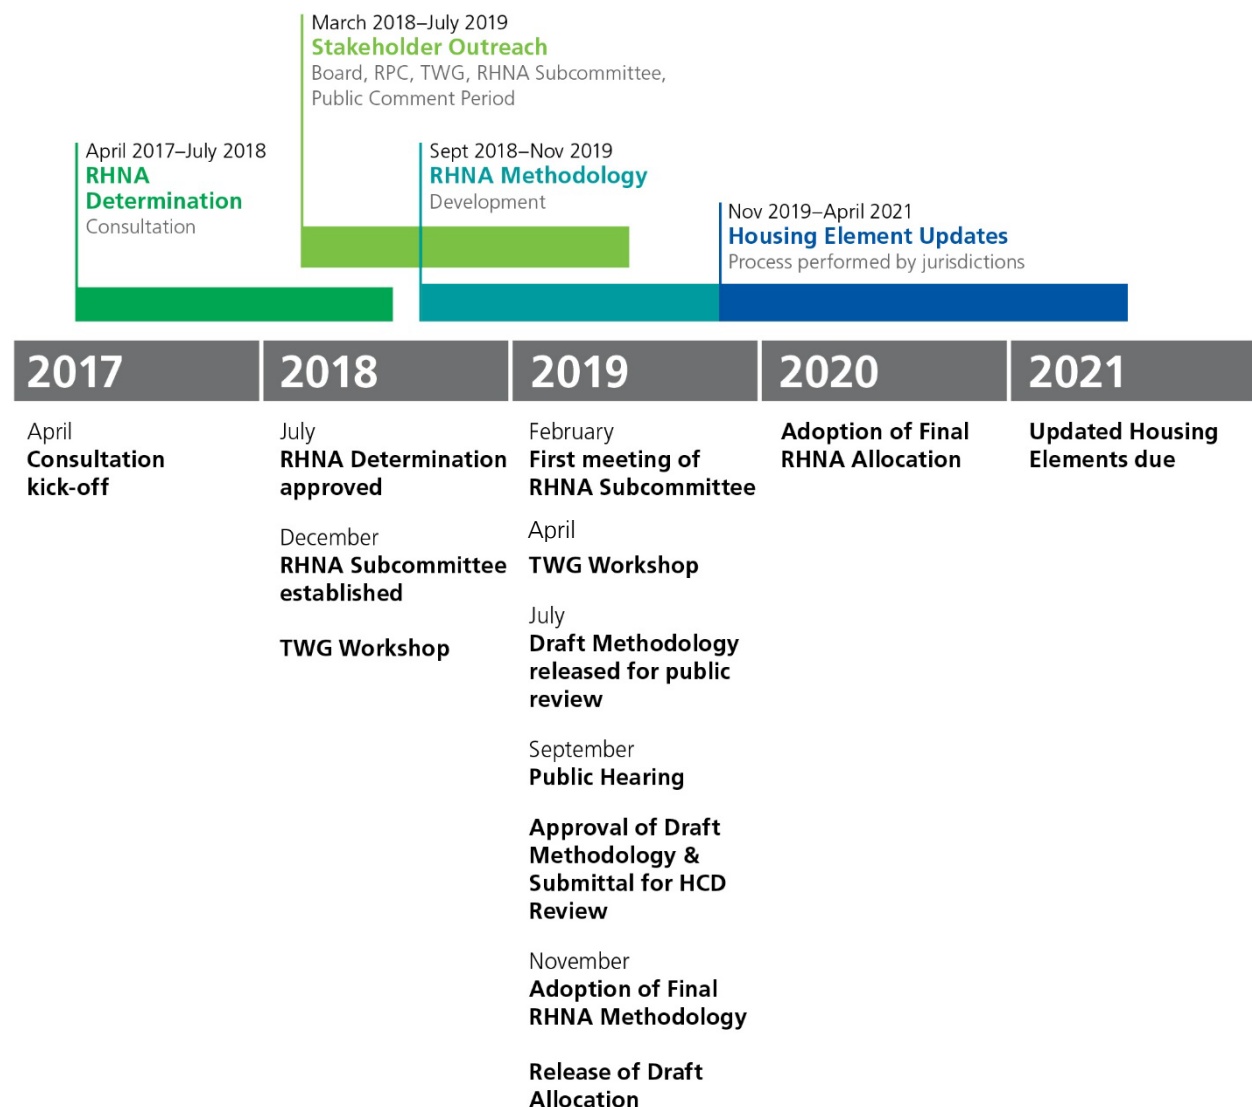 March 2018–July 2019
Stakeholder Outreach
Board, RPC, TWG, RHNA Subcommittee,
Public Comment Period
April 2017–July 2018
RHNA
Determination
Consultation
Sept 2018–Nov 2019
RHNA Methodology
Development
Nov 2019–April 2021
Housing Element Updates
Process performed by jurisdictions
2017
2018
2019
2020
2021
April
Consultation
kick-off
July
RHNA Determination
approved
December
RHNA Subcommittee
established
TWG Workshop
February
First meeting of
RHNA Subcommittee
April
TWG Workshop
July
Draft Methodology
released for public
review
September
Public Hearing
Approval of Draft
Methodology &
Submittal for HCD
Review
November
Adoption of Final
RHNA Methodology
Release of Draft
Allocation
Adoption of Final
RHNA Allocation
Updated Housing
Elements due